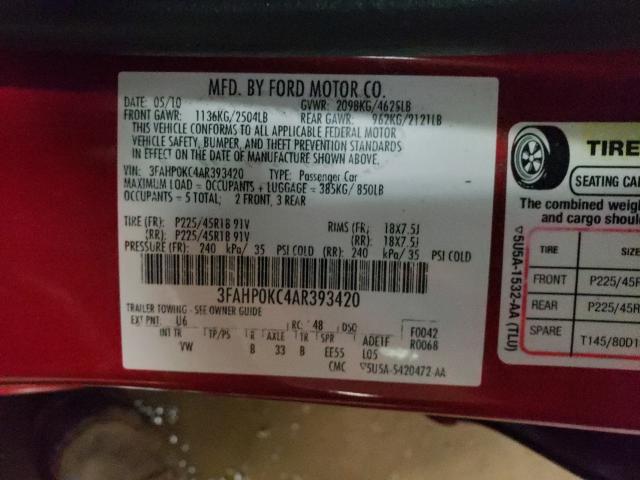 MFD. BY FORD MOTOR CO.
DATE: 05/10 GVWR: 2098KG/4625LB
FRONT GAWR: 1136KG/2504LB REAR GAWR: 962KG/2121LB
THIS VEHICLE CONFORMS TO ALL APPLICABLE FEDERAL MOTOR
VEHICLE SAFETY, BUMPER, AND THEFT PREVENTION STANDARDS
IN EFFECT ON THE DATE OF MANUFACTURE SHOWN ABOVE.
VIN: 3FAHP0KC4AR393420 TYPE: Passenger Car
MAXIMUM LOAD = OCCUPANTS + LUGGAGE = 385KG/ 850LB
OCCUPANTS = 5 TOTAL; 2 FRONT, 3 REAR
TIRE (FR): P225/45R18 91V RIMS (FR; 18X7.5J
(RR): P225/45R18 91V (RR): 18X7.5J
PRESSURE (FR): 240 kPa/ 35 PSI COLD (RR): 240 kPa/35 PSI COLD
3FAHP0KC4AR393420
TRAILER TOWING - SEE OWNER GUIDE
EXT PNT: U6 RC: 48 DSO F0042
INT TR TP/PS R AXLE TR SPR ADE1F R0068
VW B 33 B EE55 L05
CMC 5U5A-5420472-AA
5U5A-1532-AA (TLU)
TIRE
SEATING CA
The combined weig
and cargo shou
TIRE SIZE
FRONT P225/45R
REAR P225/45
SPARE T145/80D1